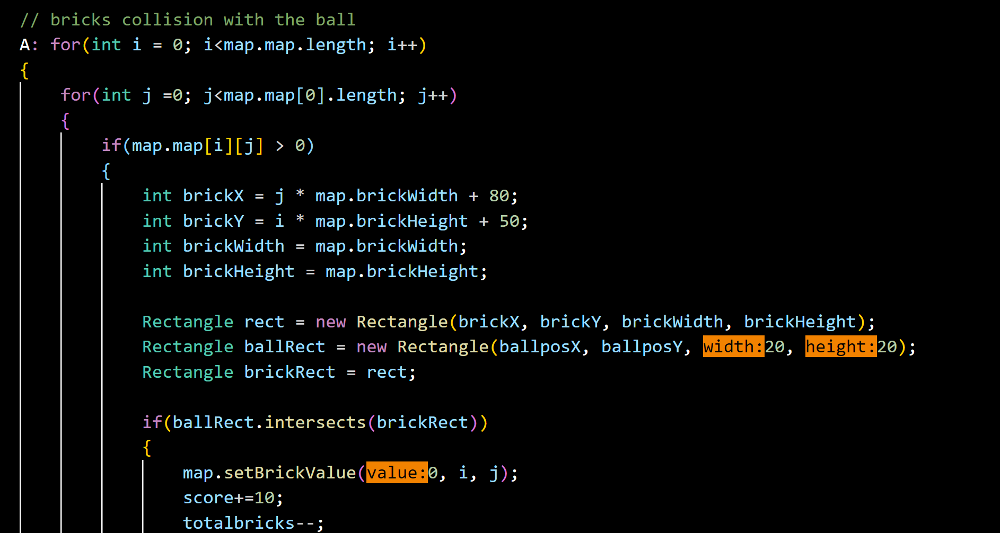 // bricks collision with the ball
A: for(int i = 0; i<map.map.length; i++)
{
for(int j =0; j<map.map[0].length; j++)
{
if(map.map[i][j] > 0)
{
int brickX = j * map.brickWidth + 80;
int brickY = i * map.brickHeight + 50;
int brickWidth = map.brickWidth;
int brickHeight = map.brickHeight;
Rectangle rect = new Rectangle(brickX, brickY, brickWidth, brickHeight);
Rectangle ballRect = new Rectangle(ballposX, ballposY, width:20, height:20);
Rectangle brickRect = rect;
if(ballRect.intersects(brickRect))
{
map.setBrickValue(value:0, i, j);
score+=10;
totalbricks--;